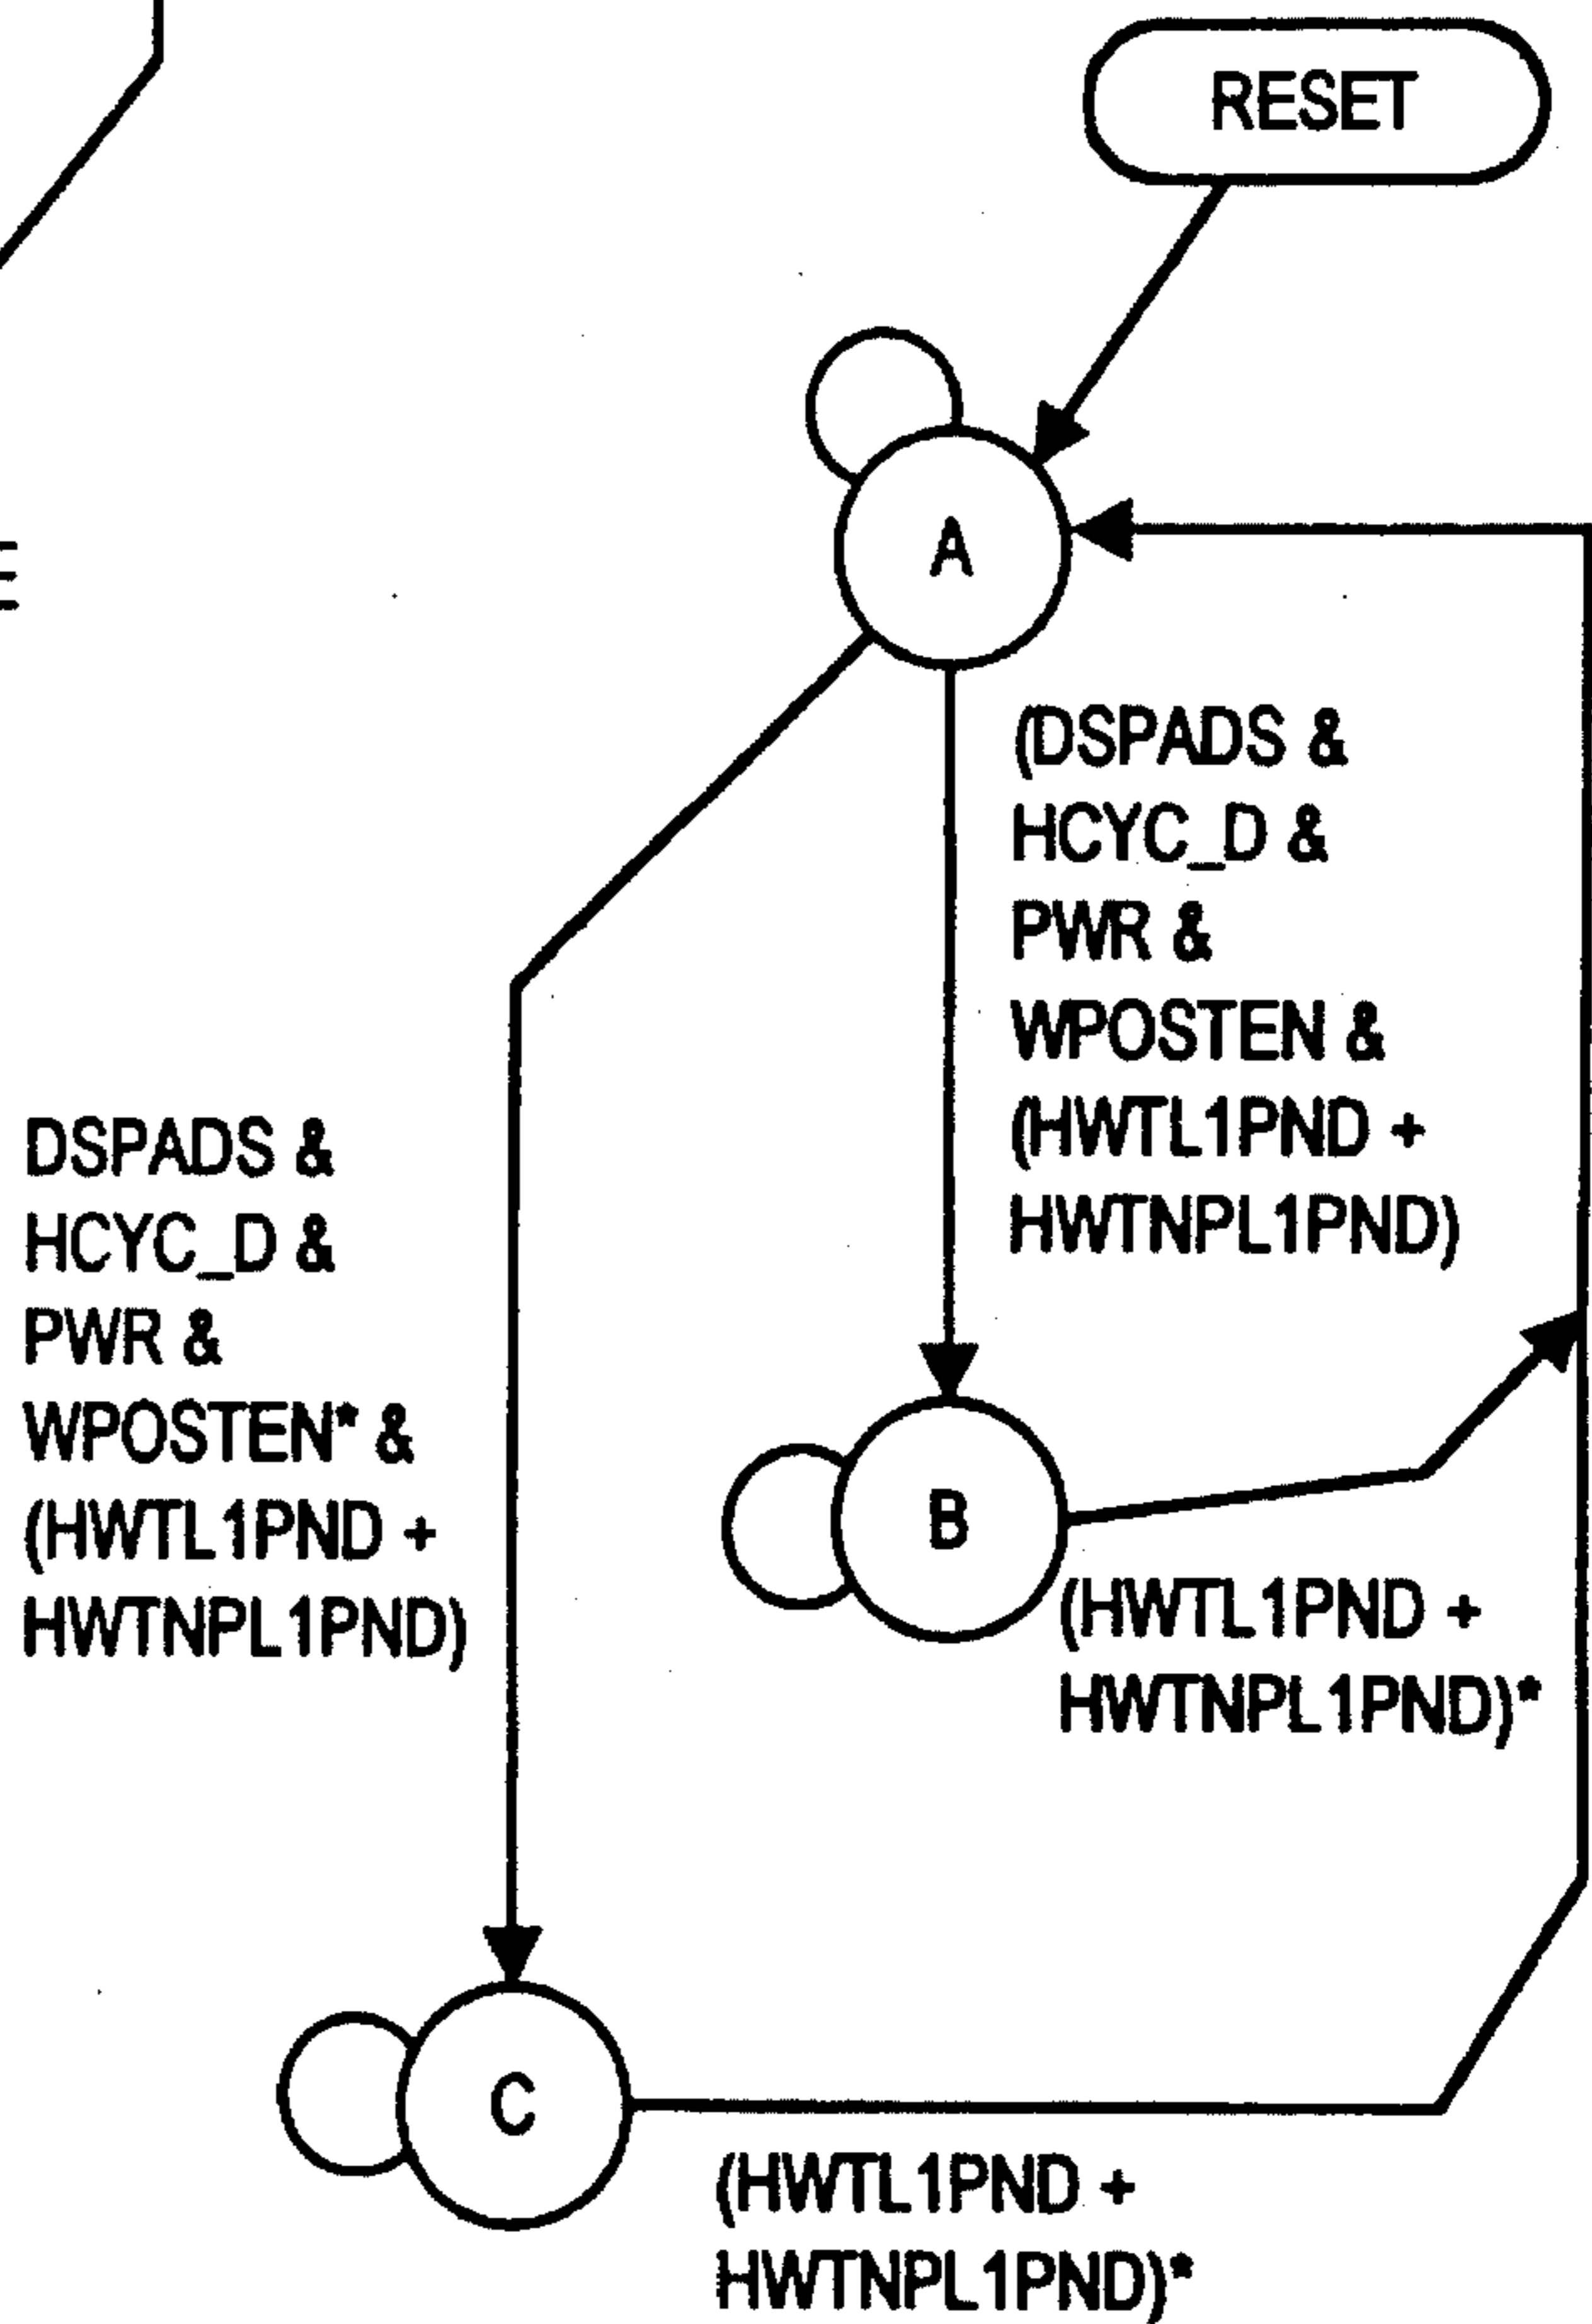 RESET
A
(DSPADS &
HCYC_D &
PWR &
WPOSTEN &
(HWTL1PND +
HWTNPL1PND)
DSPADS &
HCYC_D &
PWR &
WPOSTEN* &
(HWTL1PND +
HWTNPL1PND)
B
(HWTL1PND +
HWTNPL1PND)*
C
(HWTL1PND +
HWTNPL1PND)*